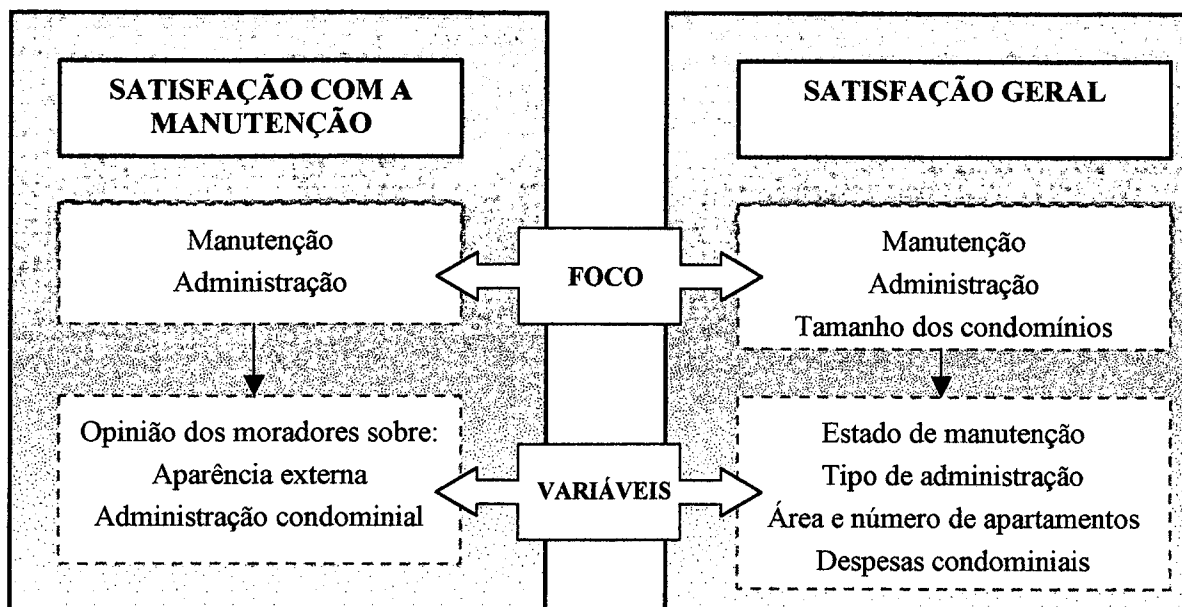 SATISFAÇÃO COM A
MANUTENÇÃO
Manutenção
Administração
Opinião dos moradores sobre:
Aparência externa
Administração condominial
FOCO
VARIÁVEIS
SATISFAÇÃO GERAL
Manutenção
Administração
Tamanho dos condomínios
Estado de manutenção
Tipo de administração
Área e número de apartamentos
Despesas condominiais